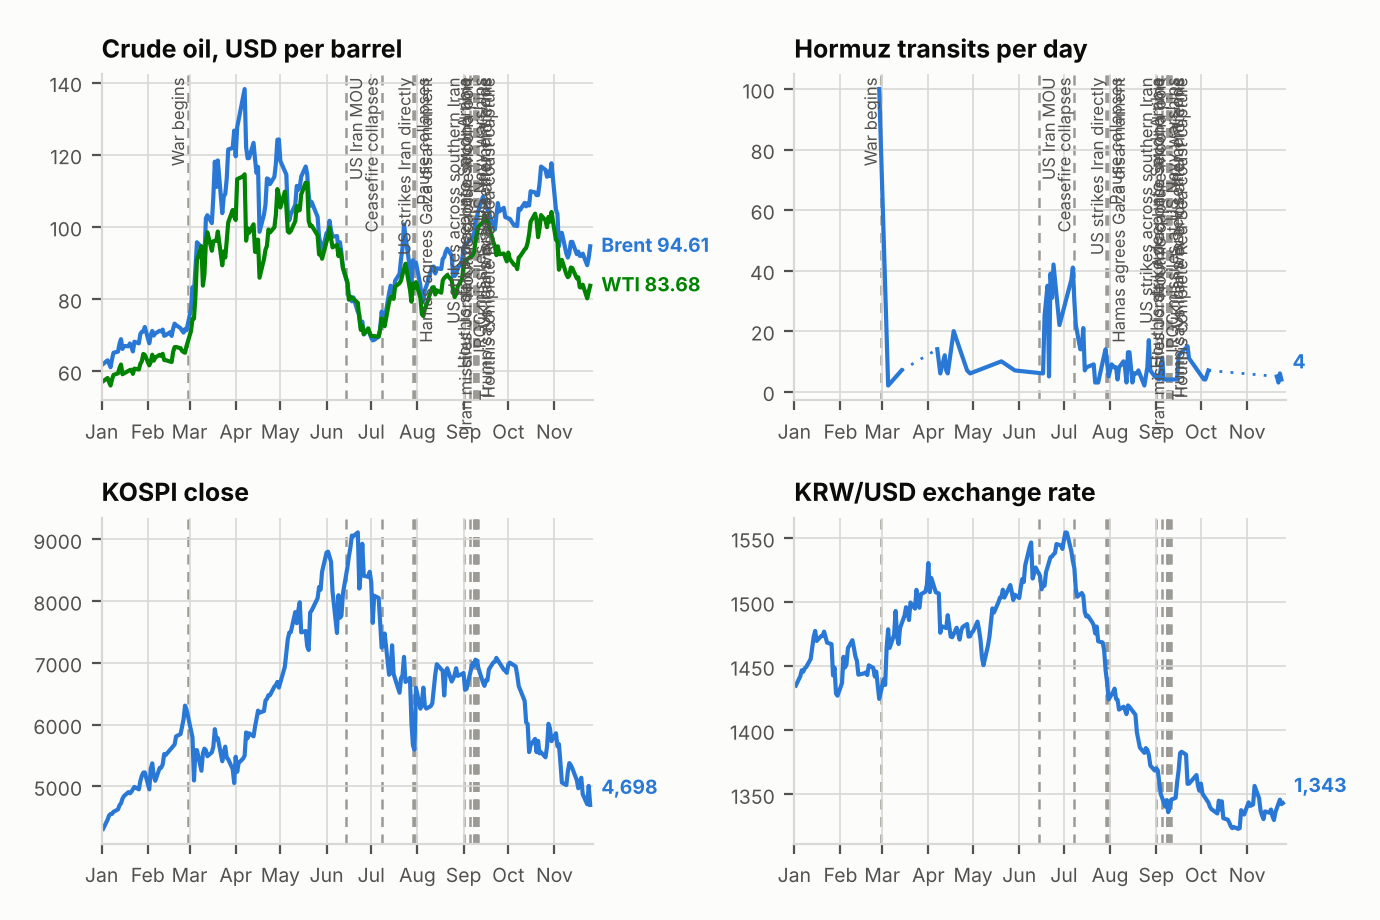 Crude oil, USD per barrel
140
120
100
80
60
War begins
US Iran MOU
Ceasefire collapses
US strikes Iran directly
Hamas agrees Gaza disarmament
US strikes across southern Iran
Brent 94.61
WTI 83.68
Jan Feb Mar Apr May Jun Jul Aug Sep Oct Nov
Hormuz transits per day
100
80
60
40
20
0
War begins
US Iran MOU
Ceasefire collapses
US strikes Iran directly
Hamas agrees Gaza disarmament
US strikes across southern Iran
4
Jan Feb Mar Apr May Jun Jul Aug Sep Oct Nov
KOSPI close
9000
8000
7000
6000
5000
4,698
Jan Feb Mar Apr May Jun Jul Aug Sep Oct Nov
KRW/USD exchange rate
1550
1500
1450
1400
1350
1,343
Jan Feb Mar Apr May Jun Jul Aug Sep Oct Nov